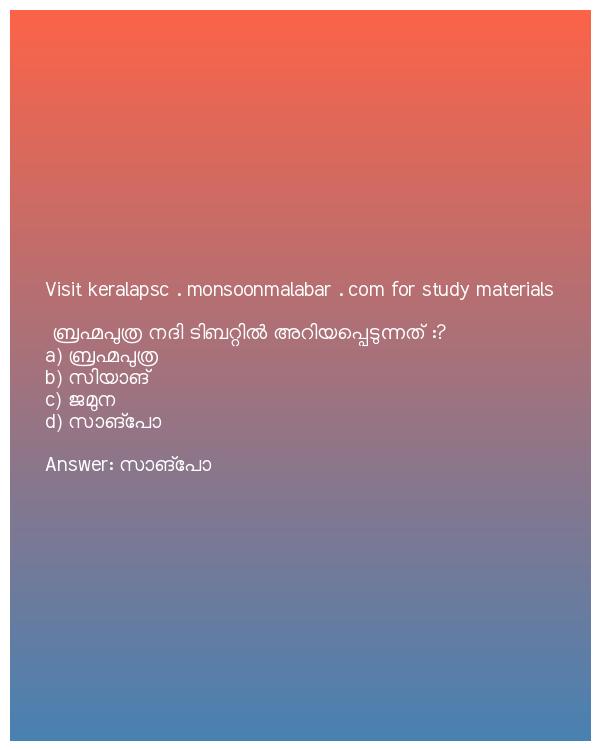 Visit keralapsc . monsoonmalabar . com for study materials
ബ്രഹ്മപുത്ര നദി ടിബറ്റിൽ അറിയപ്പെടുന്നത് :?
a) ബ്രഹ്മപുത്ര
b) സിയാങ്
c) ജമുന
d) സാങ്പോ
Answer: സാങ്പോ